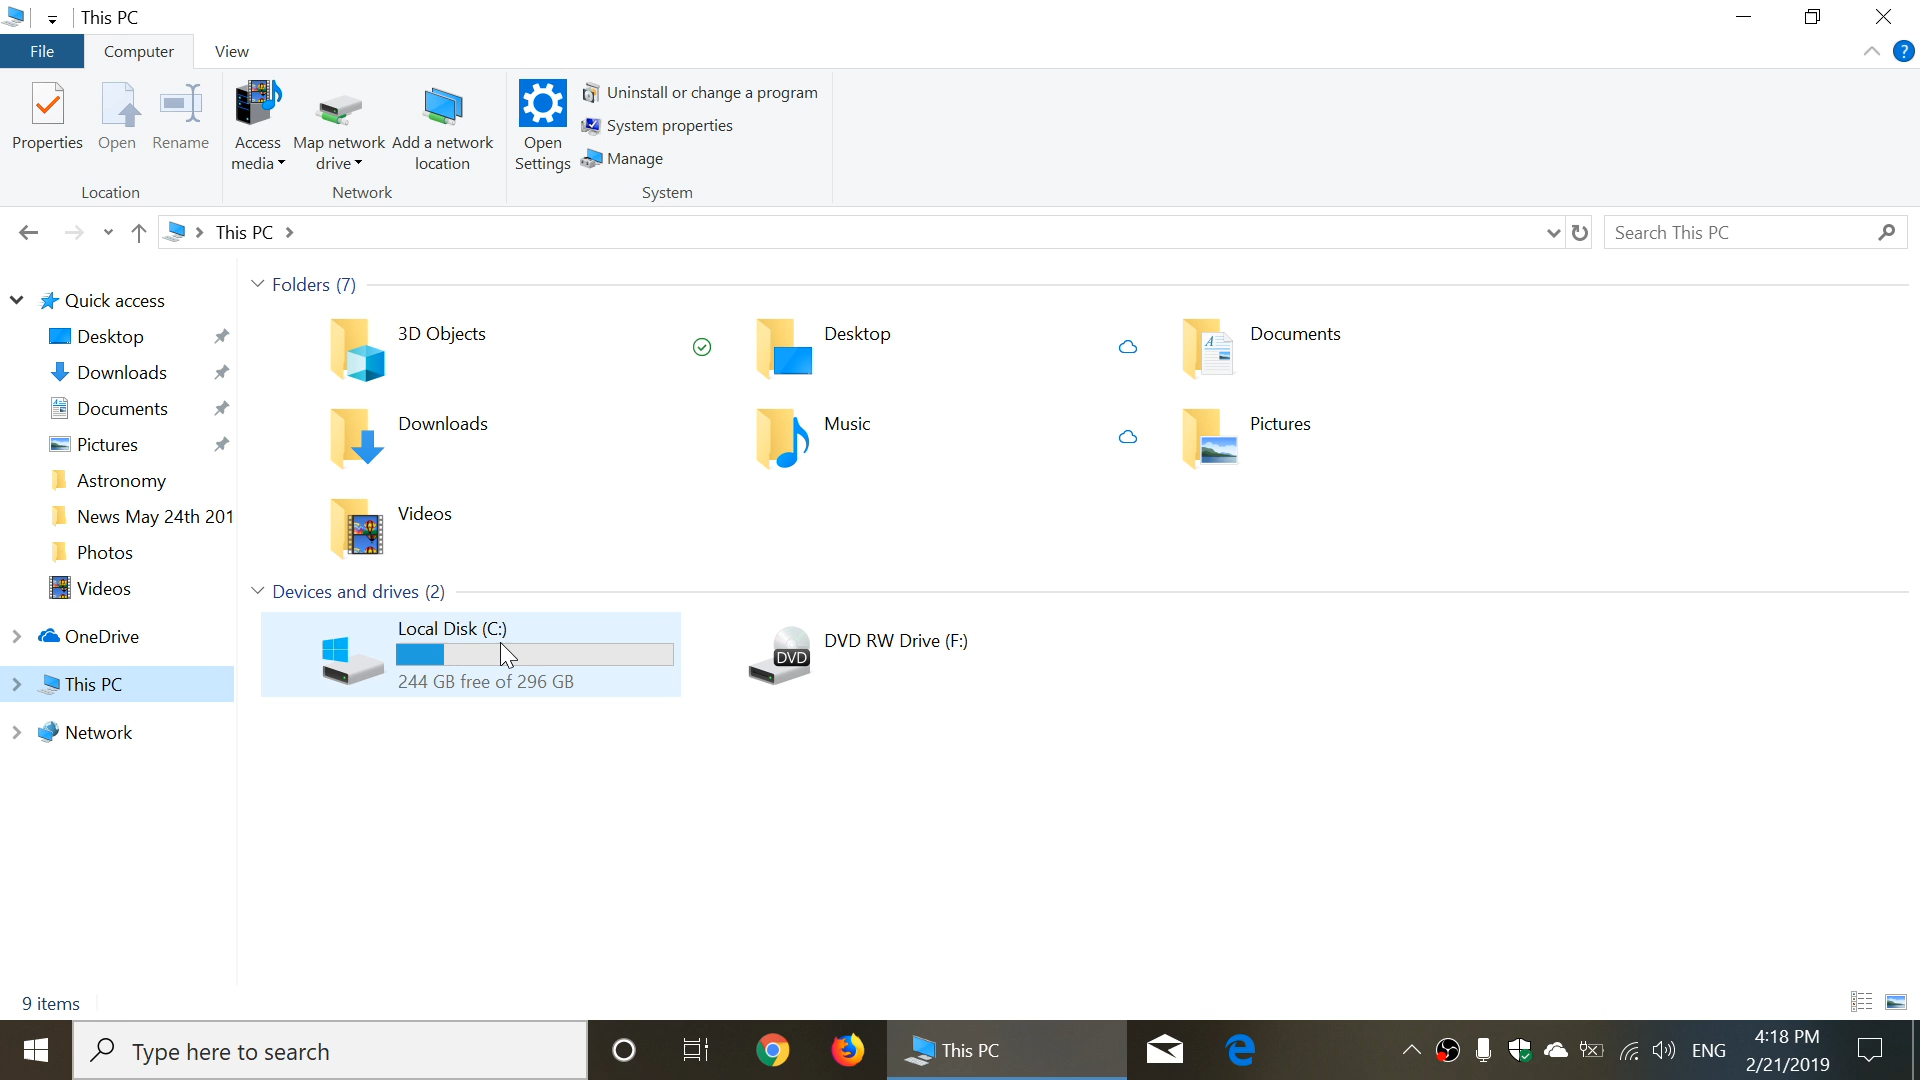 This PC
File Computer View
Properties Open Rename Access media Map network drive Add a network location Open Settings Uninstall or change a program
System properties
Manage
Location Network System
This PC Search This PC
Quick access
Desktop
Downloads
Documents
Pictures
Astronomy
News May 24th 201
Photos
Videos
OneDrive
This PC
Network
Folders (7)
3D Objects Desktop Documents
Downloads Music Pictures
Videos
Devices and drives (2)
Local Disk (C:)
244 GB free of 296 GB
DVD
DVD RW Drive (F:)
9 items
Type here to search This PC ENG 4:18 PM
2/21/2019